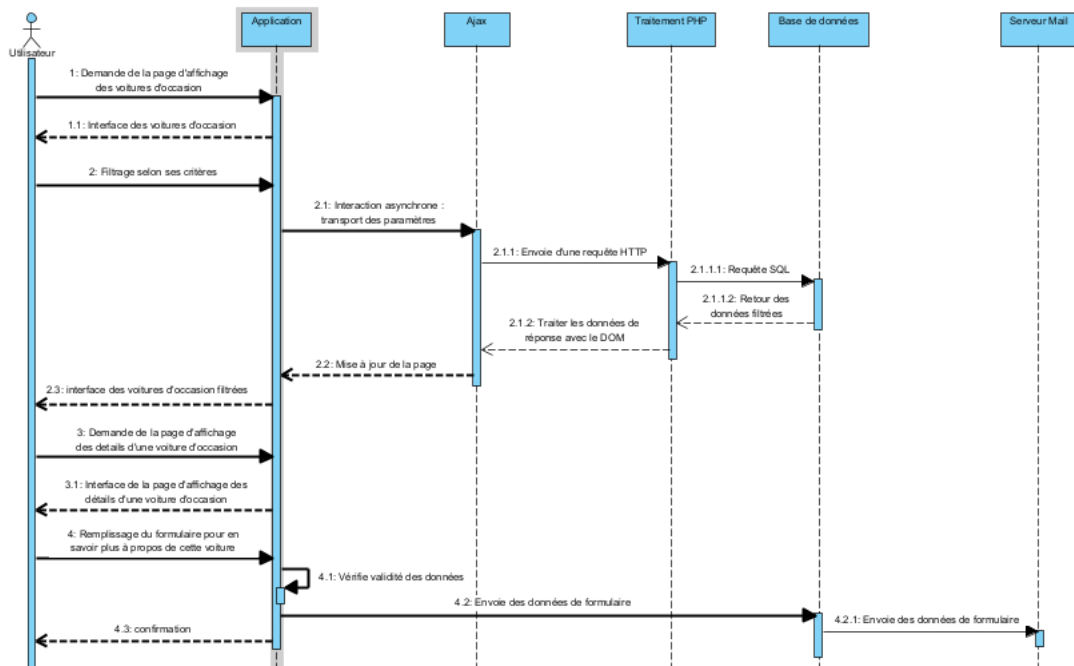 Application
Ajax
Traitement PHP
Base de données
Serveur Mail
Utilisateur
1: Demande de la page d'affichage
des voitures d'occasion
1.1: Interface des voitures d'occasion
2: Filtrage selon ses critères
2.1: Interaction asynchrone :
transport des paramètres
2.1.1: Envoie d'une requête HTTP
2.1.1.1: Requête SQL
2.1.1.2: Retour des
données filtrées
2.1.2: Traiter les données de
réponse avec le DOM
2.2: Mise à jour de la page
2.3: interface des voitures d'occasion filtrées
3: Demande de la page d'affichage
des details d'une voiture d'occasion
3.1: Interface de la page d'affichage des
détails d'une voiture d'occasion
4: Remplissage du formulaire pour en
savoir plus à propos de cette voiture
4.1: Vérifie validité des données
4.2: Envoie des données de formulaire
4.2.1: Envoie des données de formulaire
4.3: confirmation